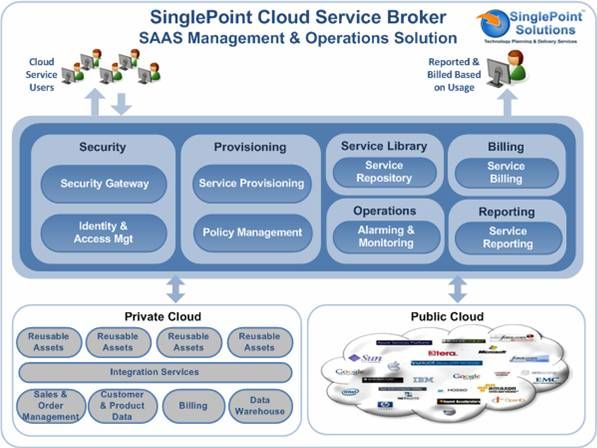 SinglePoint Cloud Service Broker
SAAS Management & Operations Solution
SinglePoint
Solutions
Technology Planning & Delivery Services
Cloud
Service
Users
Reported &
Billed Based
on Usage
Security
Security Gateway
Identity &
Access Mgt
Provisioning
Service Provisioning
Policy Management
Service Library
Service
Repository
Operations
Alarming &
Monitoring
Billing
Service
Billing
Reporting
Service
Reporting
Private Cloud
Reusable
Assets
Reusable
Assets
Reusable
Assets
Reusable
Assets
Integration Services
Sales &
Order
Management
Customer
& Product
Data
Billing
Data
Warehouse
Public Cloud
Azure Services Platform
Sun
Microsoft
Google
IBM
Google
amazon
EMC
intel